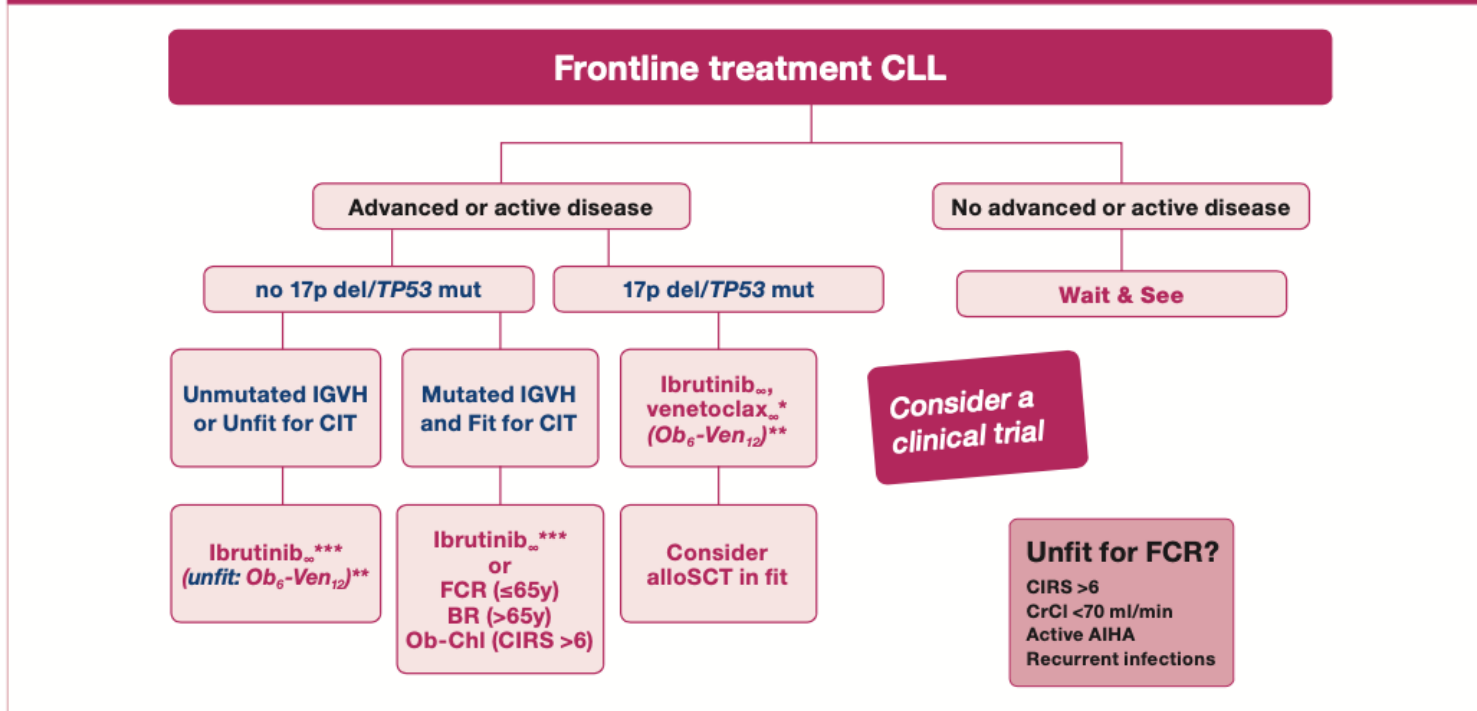 Frontline treatment CLL
Advanced or active disease
No advanced or active disease
no 17p del/TP53 mut
17p del/TP53 mut
Wait & See
Unmutated IGVH
or Unfit for CIT
Mutated IGVH
and Fit for CIT
Ibrutinib∞,
venetoclax∞*
(Ob₆-Ven₁₂)**
Consider a
clinical trial
Ibrutinib∞***
(unfit: Ob₆-Ven₁₂)**
Ibrutinib∞***
or
FCR (≤65y)
BR (>65y)
Ob-Chl (CIRS >6)
Consider
alloSCT in fit
Unfit for FCR?
CIRS >6
CrCl <70 ml/min
Active AIHA
Recurrent infections